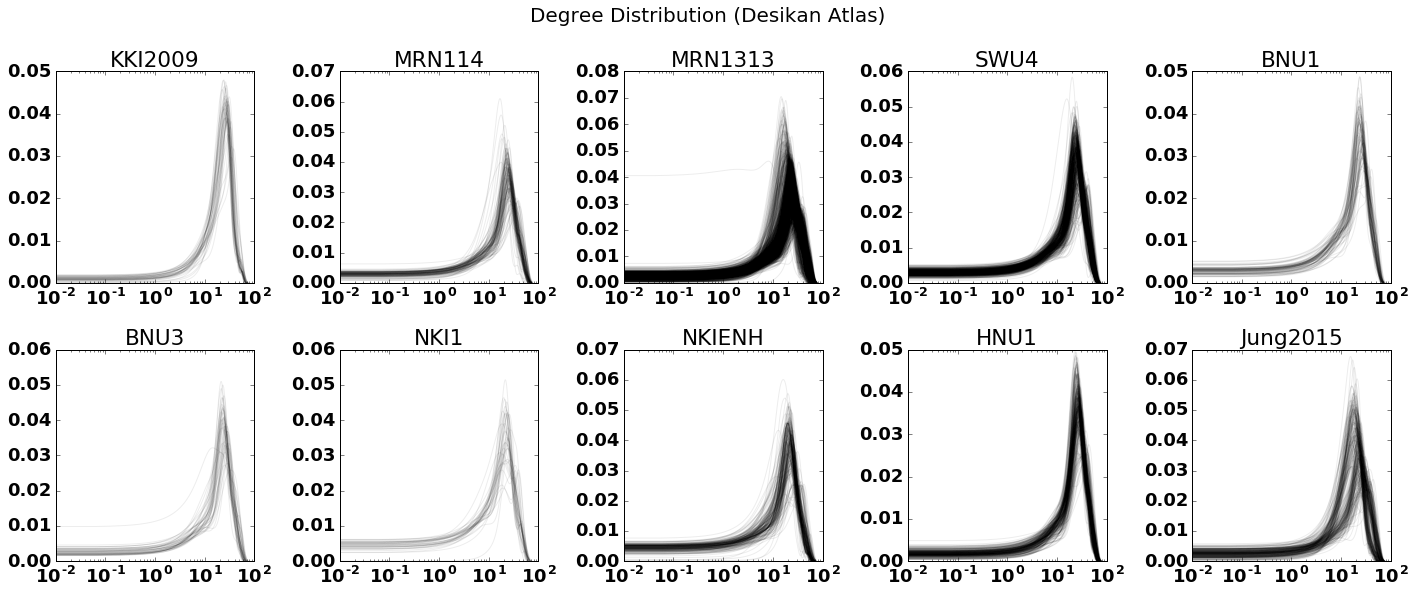 Degree Distribution (Desikan Atlas)
KKI2009 MRN114 MRN1313 SWU4 BNU1
0.05 0.07 0.08 0.06 0.05
0.04 0.06 0.07 0.05 0.04
0.03 0.05 0.06 0.04 0.03
0.02 0.04 0.05 0.03 0.02
0.01 0.03 0.04 0.02 0.01
0.00 0.02 0.03 0.01 0.00
0.01 0.02 0.00
0.00 0.01
0.00
10⁻² 10⁻¹ 10⁰ 10¹ 10² 10⁻² 10⁻¹ 10⁰ 10¹ 10² 10⁻² 10⁻¹ 10⁰ 10¹ 10² 10⁻² 10⁻¹ 10⁰ 10¹ 10² 10⁻² 10⁻¹ 10⁰ 10¹ 10²
BNU3 NKI1 NKIENH HNU1 Jung2015
0.06 0.06 0.07 0.05 0.07
0.05 0.05 0.06 0.04 0.06
0.04 0.04 0.05 0.03 0.05
0.03 0.03 0.04 0.02 0.04
0.02 0.02 0.03 0.01 0.03
0.01 0.01 0.02 0.00 0.02
0.00 0.00 0.01 0.01
0.00 0.00
10⁻² 10⁻¹ 10⁰ 10¹ 10² 10⁻² 10⁻¹ 10⁰ 10¹ 10² 10⁻² 10⁻¹ 10⁰ 10¹ 10² 10⁻² 10⁻¹ 10⁰ 10¹ 10² 10⁻² 10⁻¹ 10⁰ 10¹ 10²